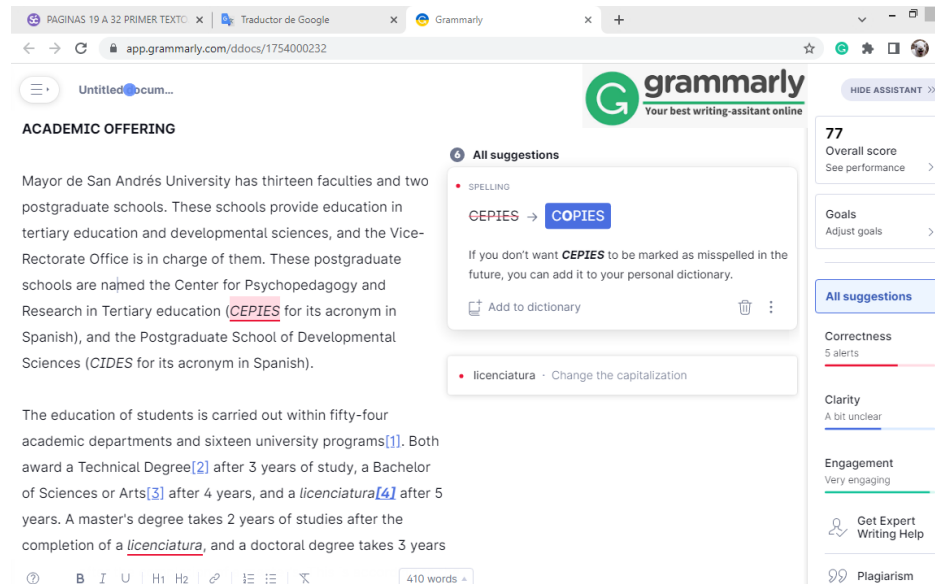 PAGINAS 19 A 32 PRIMER TEXTO
Traductor de Google
Grammarly
app.grammarly.com/ddocs/1754000232
Untitled ocum...
grammarly
Your best writing-assitant online
HIDE ASSISTANT
ACADEMIC OFFERING
Mayor de San Andrés University has thirteen faculties and two
postgraduate schools. These schools provide education in
tertiary education and developmental sciences, and the Vice-
Rectorate Office is in charge of them. These postgraduate
schools are named the Center for Psychopedagogy and
Research in Tertiary education (CEPIES for its acronym in
Spanish), and the Postgraduate School of Developmental
Sciences (CIDES for its acronym in Spanish).
The education of students is carried out within fifty-four
academic departments and sixteen university programs[1]. Both
award a Technical Degree[2] after 3 years of study, a Bachelor
of Sciences or Arts[3] after 4 years, and a licenciatura[4] after 5
years. A master's degree takes 2 years of studies after the
completion of a licenciatura, and a doctoral degree takes 3 years
B I U H1 H2
410 words
6 All suggestions
SPELLING
CEPIES → COPIES
If you don't want CEPIES to be marked as misspelled in the
future, you can add it to your personal dictionary.
Add to dictionary
licenciatura · Change the capitalization
77
Overall score
See performance
Goals
Adjust goals
All suggestions
Correctness
5 alerts
Clarity
A bit unclear
Engagement
Very engaging
Get Expert
Writing Help
Plagiarism